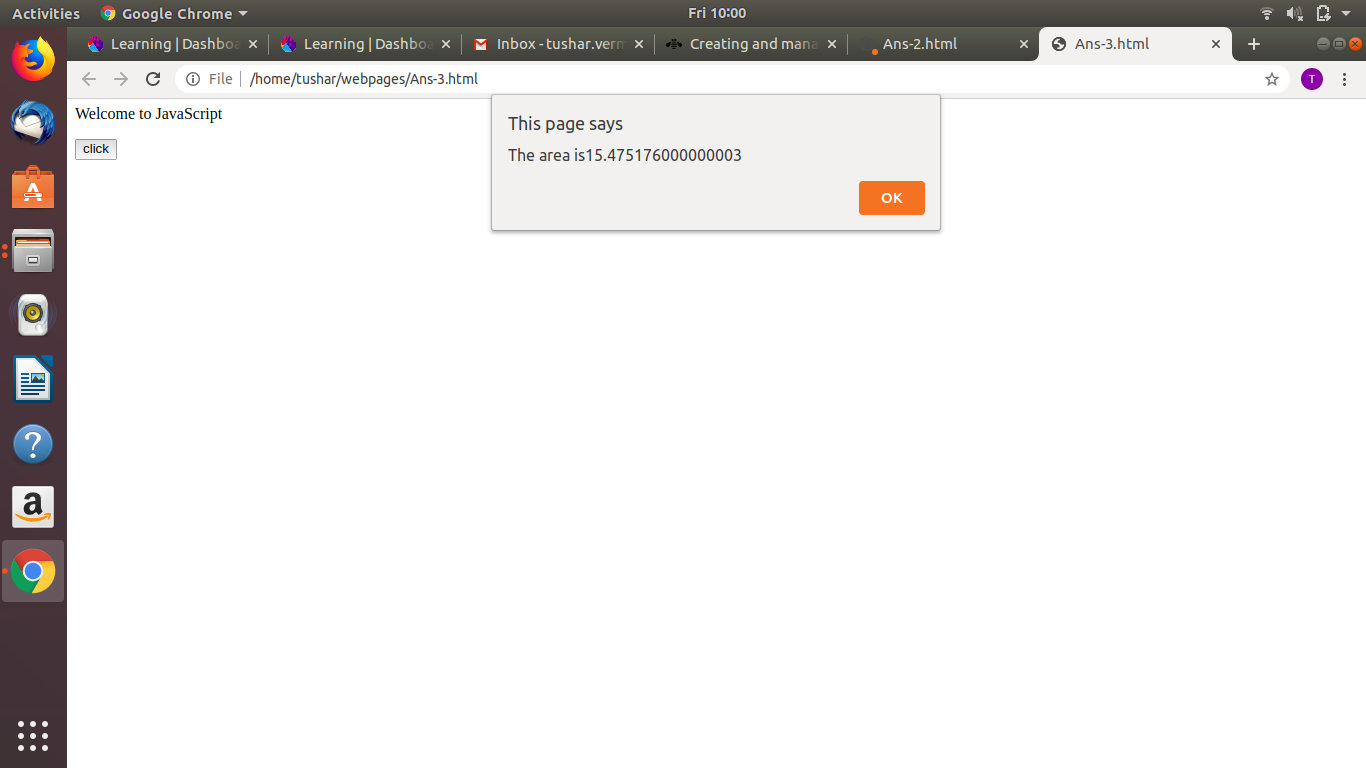 Activities
Google Chrome
Fri 10:00
Learning | Dashboa
Learning | Dashboa
Inbox - tushar.verm
Creating and mana
Ans-2.html
Ans-3.html
File
/home/tushar/webpages/Ans-3.html
T
Welcome to JavaScript
click
This page says
The area is15.475176000000003
OK